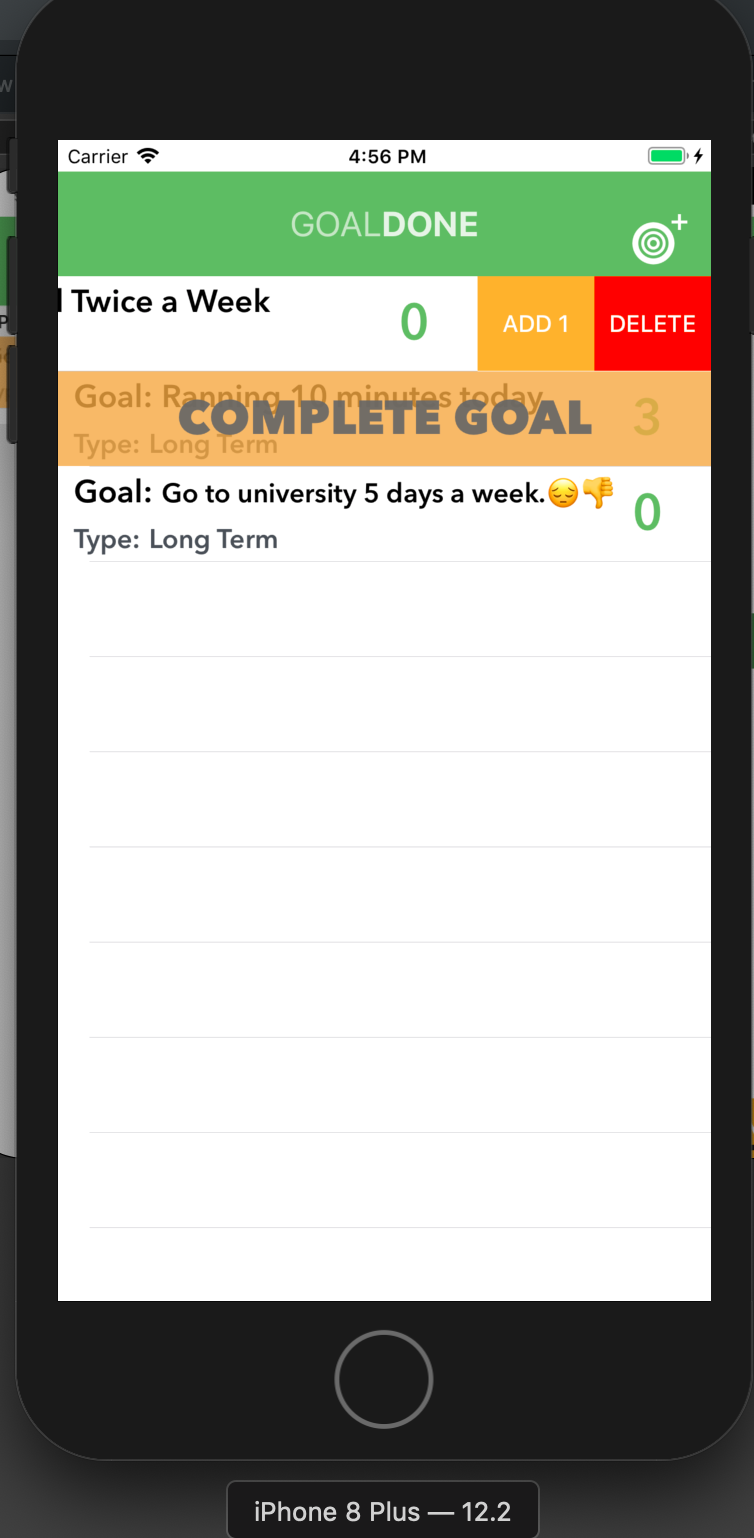 Carrier 4:56 PM
GOALDONE
Twice a Week 0 ADD 1 DELETE
Goal: Ranning 10 minutes today 3
COMPLETE GOAL
Type: Long Term
Goal: Go to university 5 days a week.😔👎 0
Type: Long Term
iPhone 8 Plus — 12.2